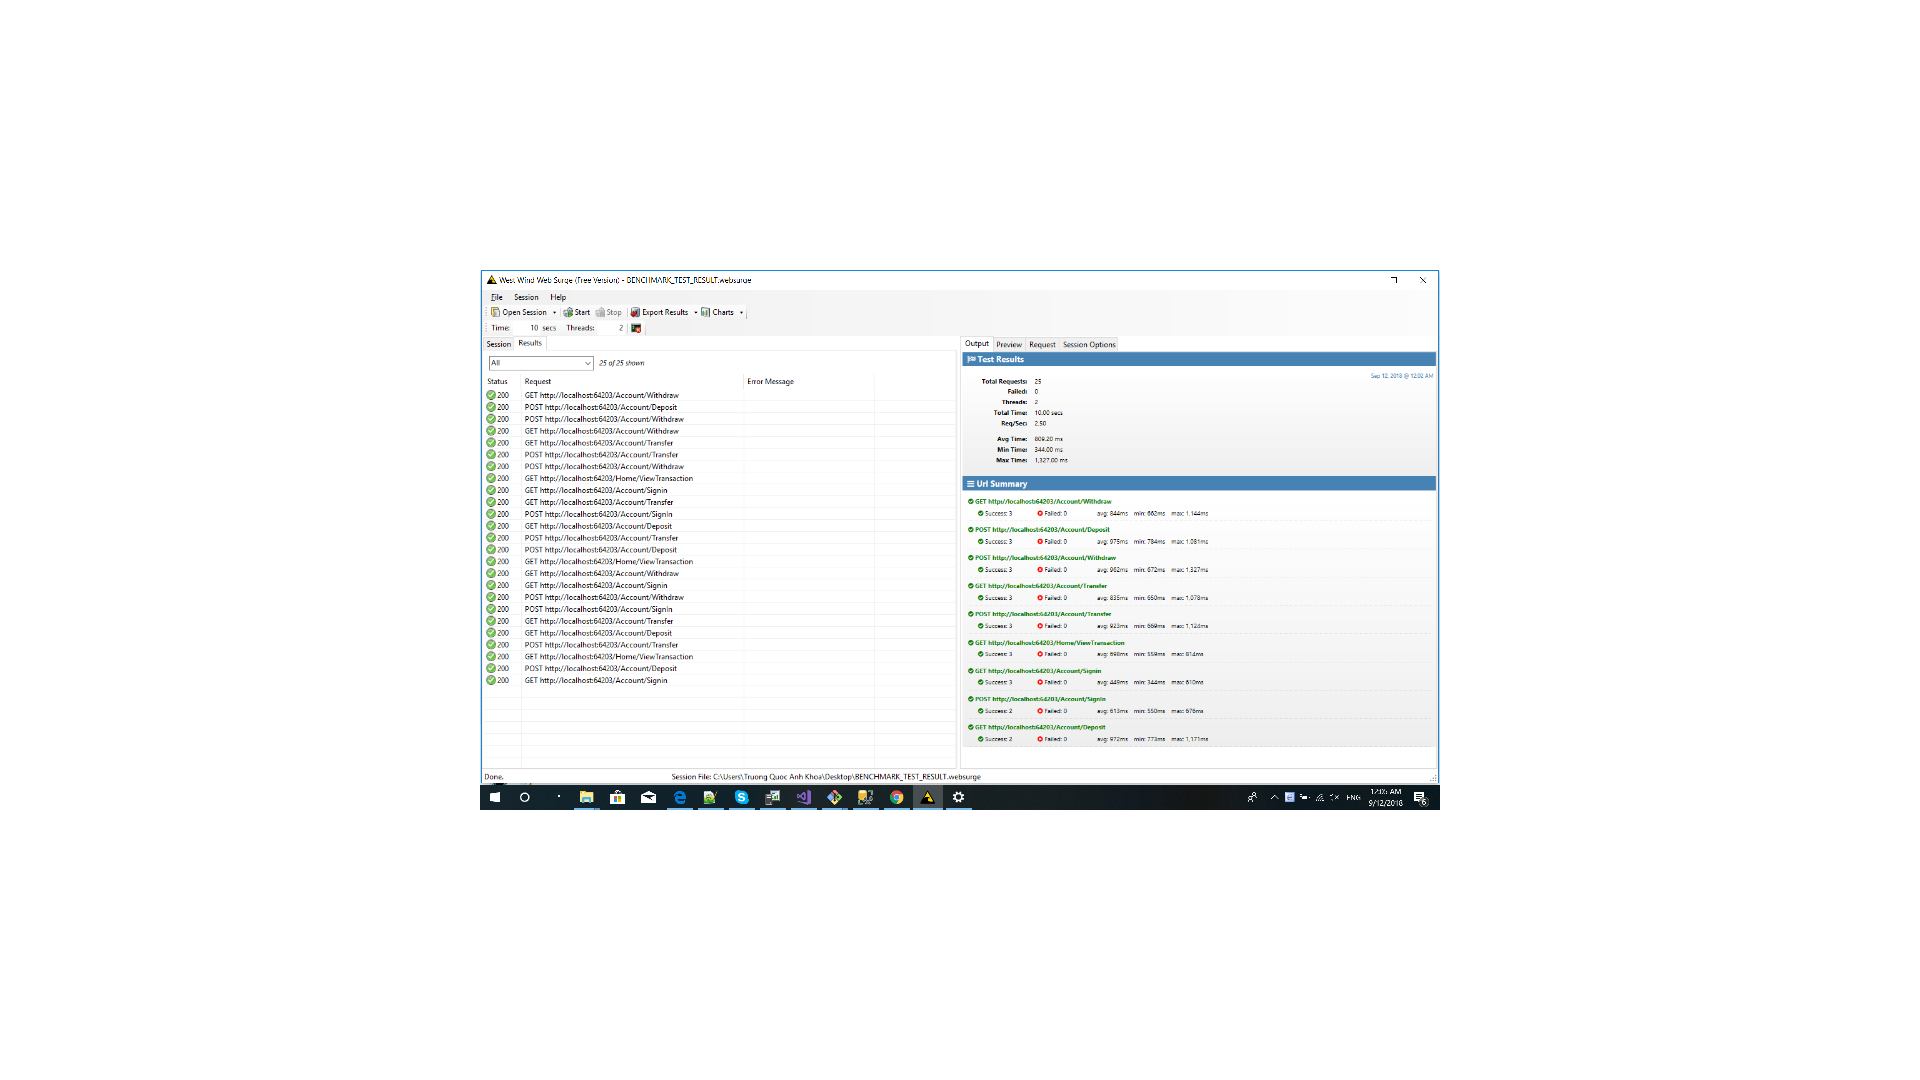 West Wind Web Surge (Free Version) - BENCHMARK_TEST_RESULT.websurge
File Session Help
Open Session Start Stop Export Results Charts
Time: 10 secs Threads: 2
Session Results
All 25 of 25 shown
Status Request Error Message
200 GET http://localhost:64203/Account/Withdraw
200 POST http://localhost:64203/Account/Deposit
200 POST http://localhost:64203/Account/Withdraw
200 GET http://localhost:64203/Account/Withdraw
200 GET http://localhost:64203/Account/Transfer
200 POST http://localhost:64203/Account/Transfer
200 POST http://localhost:64203/Account/Withdraw
200 GET http://localhost:64203/Home/ViewTransaction
200 GET http://localhost:64203/Account/Signin
200 GET http://localhost:64203/Account/Transfer
200 POST http://localhost:64203/Account/SignIn
200 GET http://localhost:64203/Account/Deposit
200 POST http://localhost:64203/Account/Transfer
200 POST http://localhost:64203/Account/Deposit
200 GET http://localhost:64203/Home/ViewTransaction
200 GET http://localhost:64203/Account/Withdraw
200 GET http://localhost:64203/Account/Signin
200 POST http://localhost:64203/Account/Withdraw
200 POST http://localhost:64203/Account/SignIn
200 GET http://localhost:64203/Account/Transfer
200 GET http://localhost:64203/Account/Deposit
200 POST http://localhost:64203/Account/Transfer
200 GET http://localhost:64203/Home/ViewTransaction
200 POST http://localhost:64203/Account/Deposit
200 GET http://localhost:64203/Account/Signin
Output Preview Request Session Options
Test Results
Sep 12, 2018 @ 12:02 AM
Total Requests: 25
Failed: 0
Threads: 2
Total Time: 10.00 secs
Req/Sec: 2.50
Avg Time: 809.20 ms
Min Time: 344.00 ms
Max Time: 1,327.00 ms
Url Summary
GET http://localhost:64203/Account/Withdraw
Success: 3 Failed: 0 avg: 844ms min: 662ms max: 1,144ms
POST http://localhost:64203/Account/Deposit
Success: 3 Failed: 0 avg: 975ms min: 784ms max: 1,081ms
POST http://localhost:64203/Account/Withdraw
Success: 3 Failed: 0 avg: 962ms min: 672ms max: 1,327ms
GET http://localhost:64203/Account/Transfer
Success: 3 Failed: 0 avg: 835ms min: 650ms max: 1,078ms
POST http://localhost:64203/Account/Transfer
Success: 3 Failed: 0 avg: 923ms min: 669ms max: 1,124ms
GET http://localhost:64203/Home/ViewTransaction
Success: 3 Failed: 0 avg: 698ms min: 559ms max: 814ms
GET http://localhost:64203/Account/Signin
Success: 3 Failed: 0 avg: 449ms min: 344ms max: 610ms
POST http://localhost:64203/Account/SignIn
Success: 2 Failed: 0 avg: 613ms min: 550ms max: 676ms
GET http://localhost:64203/Account/Deposit
Success: 2 Failed: 0 avg: 972ms min: 773ms max: 1,171ms
Done. Session File: C:\Users\Truong Quoc Anh Khoa\Desktop\BENCHMARK_TEST_RESULT.websurge
ENG 12:05 AM
9/12/2018 6